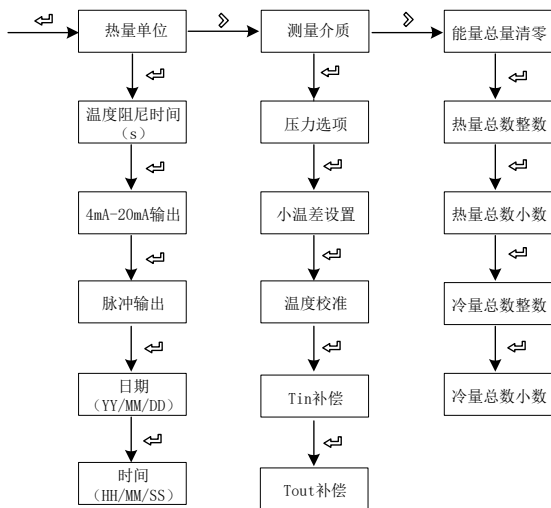 热量单位
测量介质
能量总量清零
温度阻尼时间
（s）
压力选项
热量总数整数
4mA-20mA输出
小温差设置
热量总数小数
脉冲输出
温度校准
冷量总数整数
日期
（YY/MM/DD）
Tin补偿
冷量总数小数
时间
（HH/MM/SS）
Tout补偿